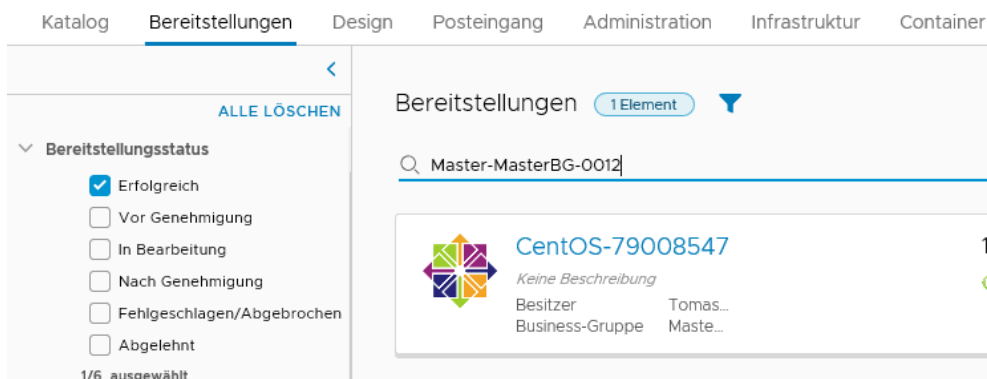 Katalog Bereitstellungen Design Posteingang Administration Infrastruktur Container
ALLE LÖSCHEN
Bereitstellungsstatus
Erfolgreich
Vor Genehmigung
In Bearbeitung
Nach Genehmigung
Fehlgeschlagen/Abgebrochen
Abgelehnt
1/6 ausgewählt
Bereitstellungen 1 Element
Master-MasterBG-0012
CentOS-79008547
Keine Beschreibung
Besitzer Tomas...
Business-Gruppe Maste...